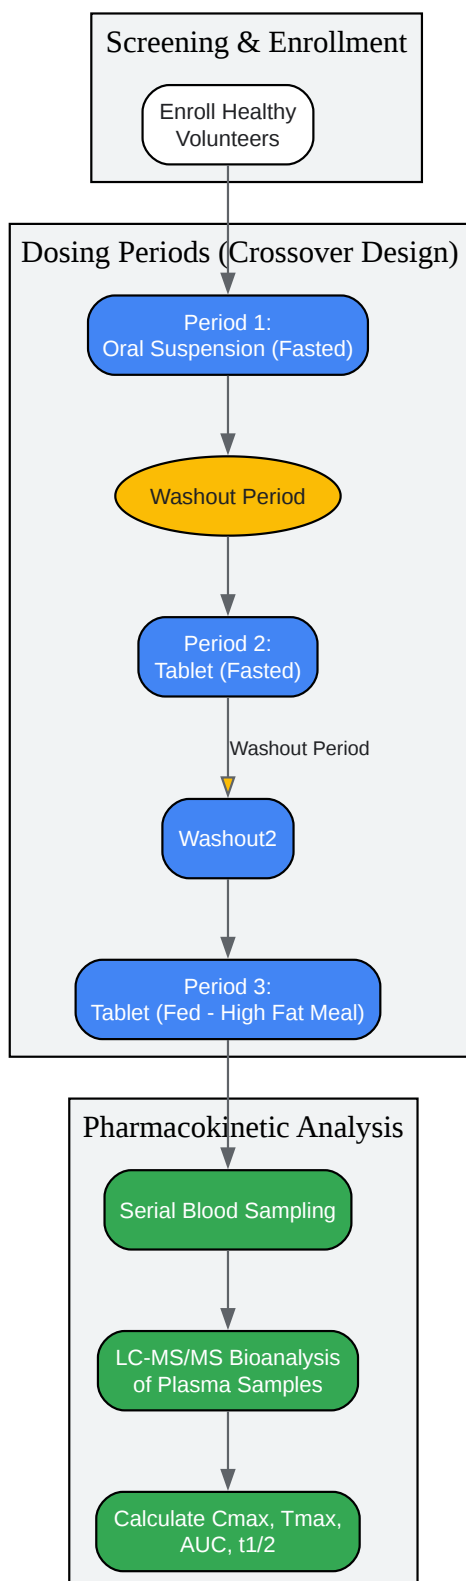 Screening & Enrollment
Enroll Healthy
Volunteers
Dosing Periods (Crossover Design)
Period 1:
Oral Suspension (Fasted)
Washout Period
Period 2:
Tablet (Fasted)
Washout Period
Washout2
Period 3:
Tablet (Fed - High Fat Meal)
Pharmacokinetic Analysis
Serial Blood Sampling
LC-MS/MS Bioanalysis
of Plasma Samples
Calculate Cmax, Tmax,
AUC, t1/2